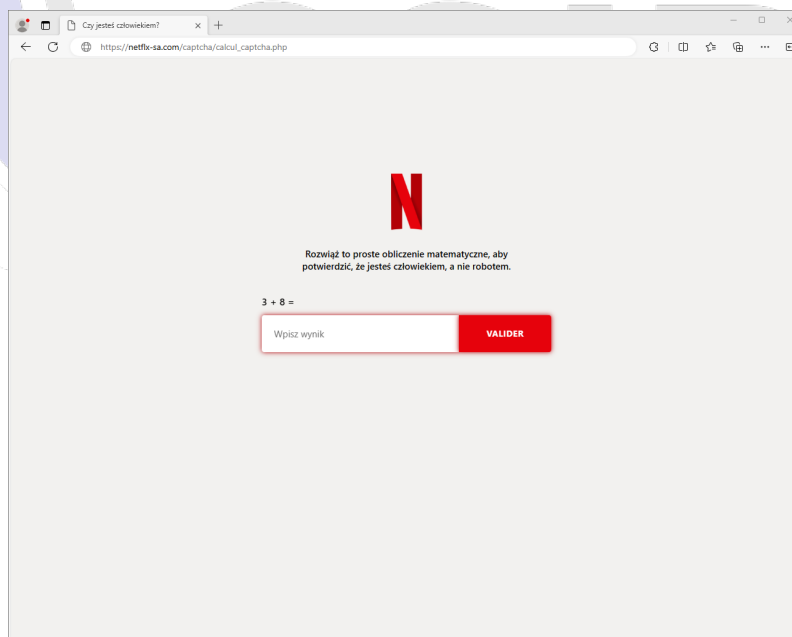 Czy jesteś człowiekiem?
https://netflx-sa.com/captcha/calcul_captcha.php
N
Rozwiąż to proste obliczenie matematyczne, aby
potwierdzić, że jesteś człowiekiem, a nie robotem.
3 + 8 =
Wpisz wynik
VALIDER